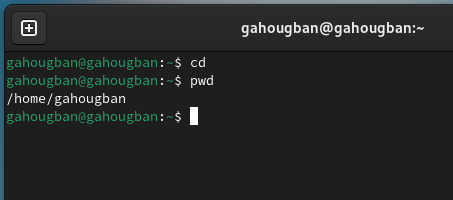 gahougban@gahougban:~
gahougban@gahougban:~$ cd
gahougban@gahougban:~$ pwd
/home/gahougban
gahougban@gahougban:~$